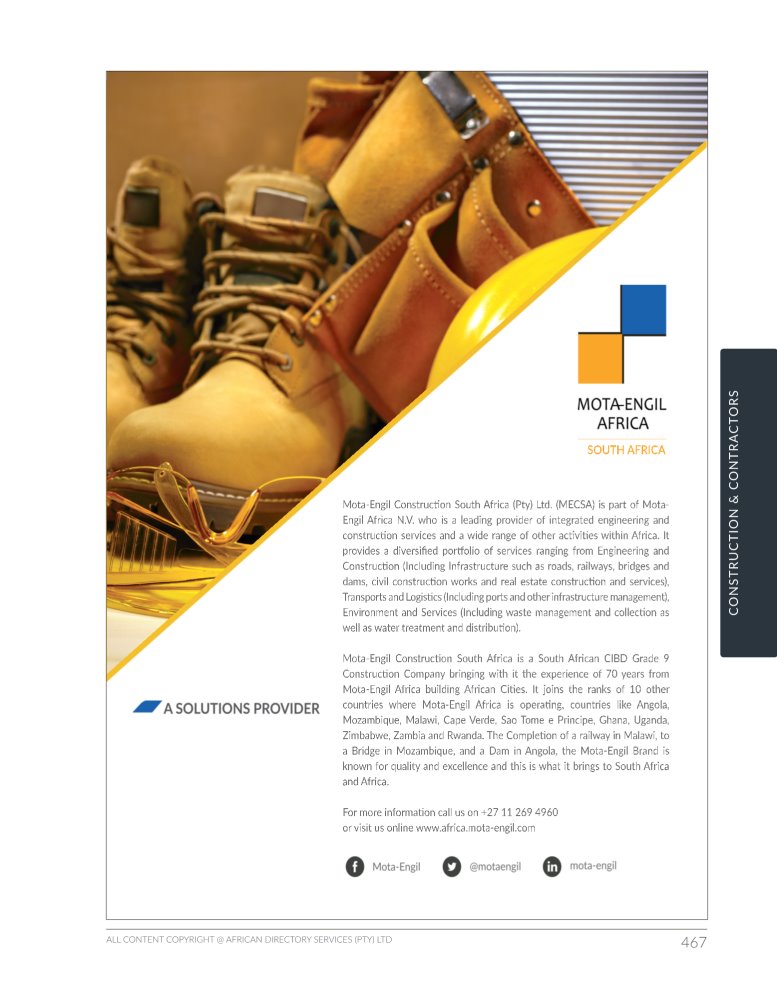 MOTA-ENGIL
AFRICA
SOUTH AFRICA
CONSTRUCTION & CONTRACTORS
Mota-Engil Construction South Africa (Pty) Ltd. (MECSA) is part of Mota-
Engil Africa N.V. who is a leading provider of integrated engineering and
construction services and a wide range of other activities within Africa. It
provides a diversified portfolio of services ranging from Engineering and
Construction (Including Infrastructure such as roads, railways, bridges and
dams, civil construction works and real estate construction and services),
Transports and Logistics (Including ports and other infrastructure management),
Environment and Services (Including waste management and collection as
well as water treatment and distribution).
Mota-Engil Construction South Africa is a South African CIBD Grade 9
Construction Company bringing with it the experience of 70 years from
Mota-Engil Africa building African Cities. It joins the ranks of 10 other
countries where Mota-Engil Africa is operating, countries like Angola,
Mozambique, Malawi, Cape Verde, Sao Tome e Principe, Ghana, Uganda,
Zimbabwe, Zambia and Rwanda. The Completion of a railway in Malawi, to
a Bridge in Mozambique, and a Dam in Angola, the Mota-Engil Brand is
known for quality and excellence and this is what it brings to South Africa
and Africa.
A SOLUTIONS PROVIDER
For more information call us on +27 11 269 4960
or visit us online www.africa.mota-engil.com
Mota-Engil @motaengil mota-engil
ALL CONTENT COPYRIGHT @ AFRICAN DIRECTORY SERVICES (PTY) LTD
467